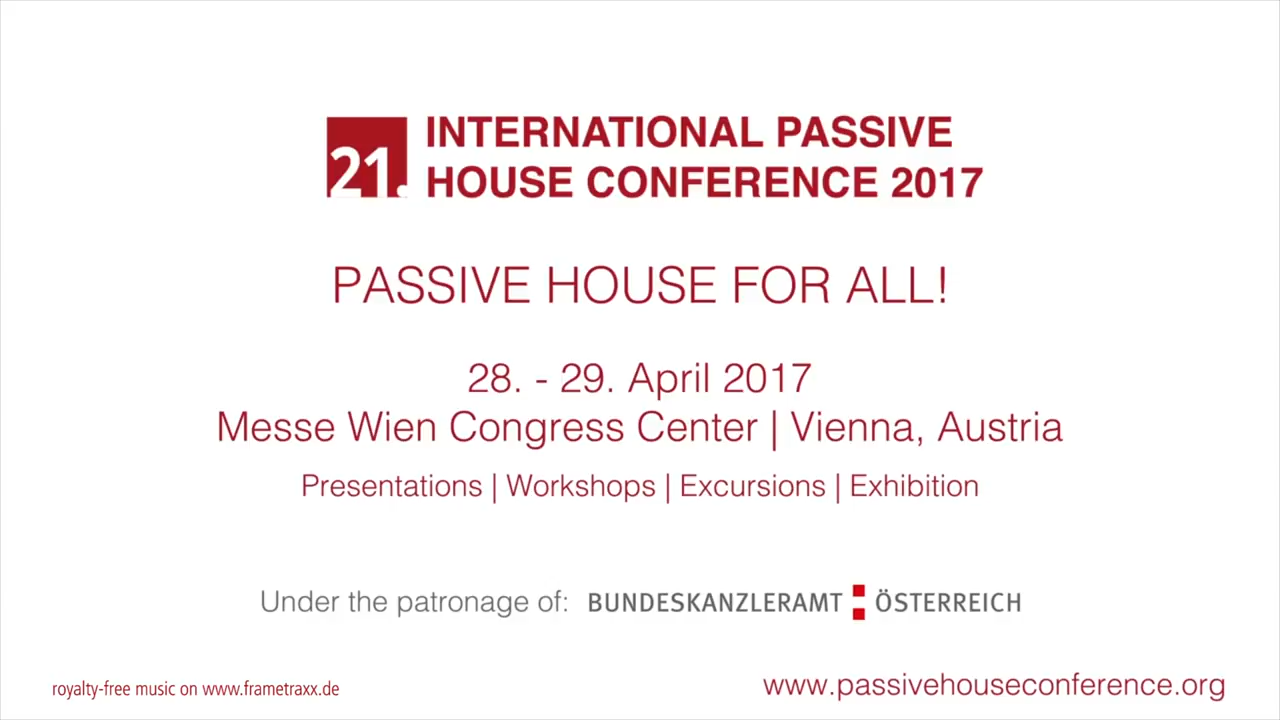 21.
INTERNATIONAL PASSIVE
HOUSE CONFERENCE 2017
PASSIVE HOUSE FOR ALL!
28. - 29. April 2017
Messe Wien Congress Center | Vienna, Austria
Presentations | Workshops | Excursions | Exhibition
Under the patronage of: BUNDESKANZLERAMT ÖSTERREICH
royalty-free music on www.frametraxx.de
www.passivehouseconference.org